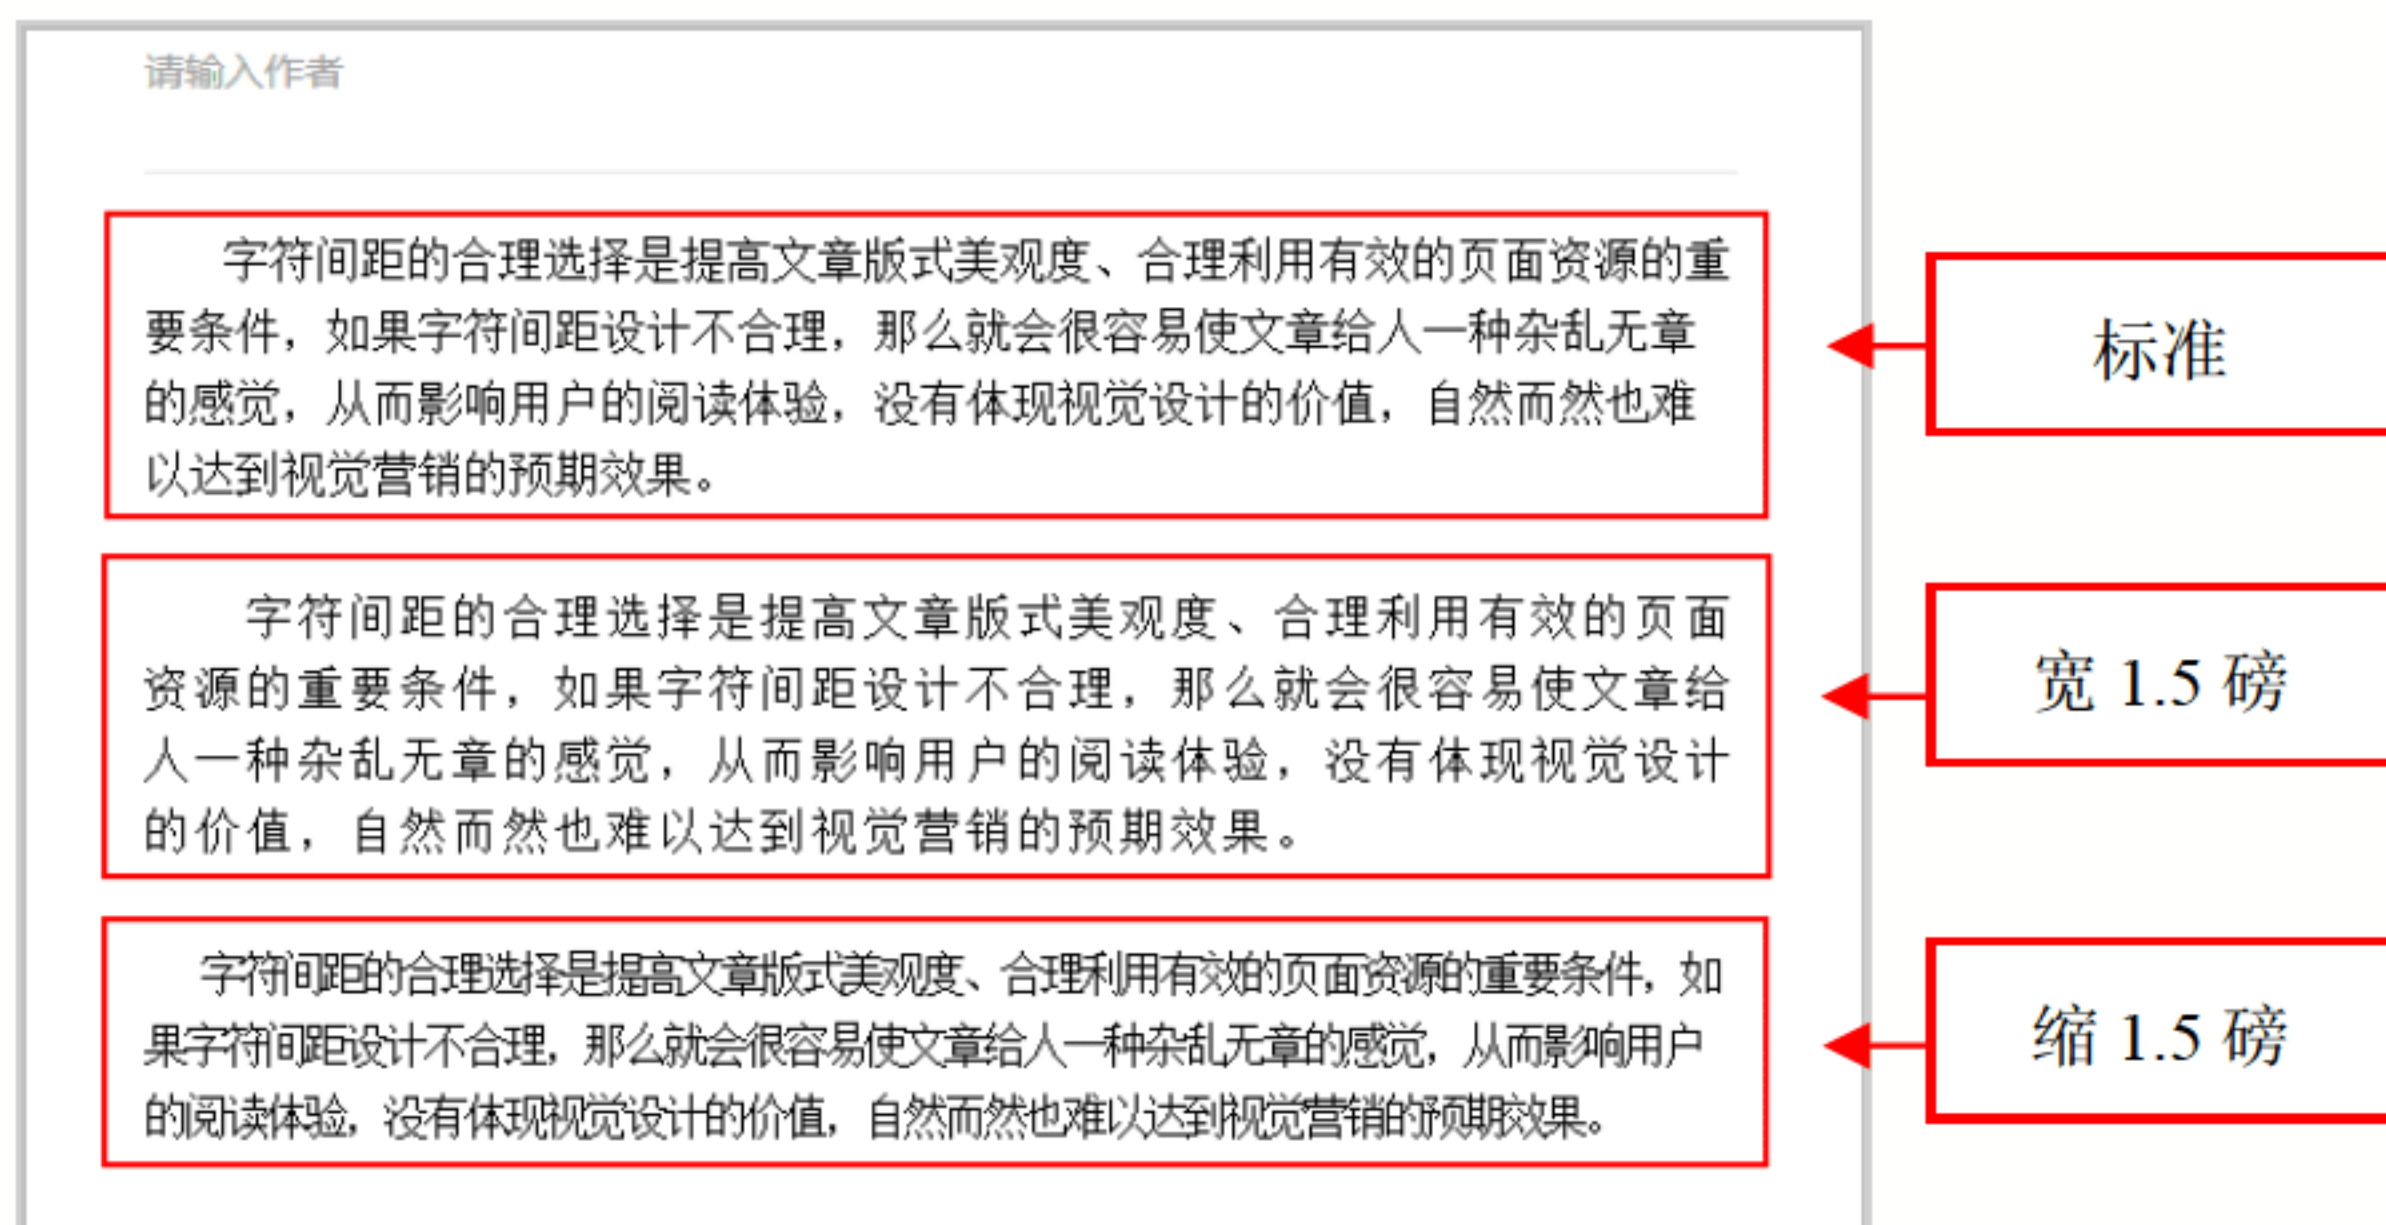 请输入作者
字符间距的合理选择是提高文章版式美观度、合理利用有效的页面资源的重
要条件，如果字符间距设计不合理，那么就会很容易使文章给人一种杂乱无章
的感觉，从而影响用户的阅读体验，没有体现视觉设计的价值，自然而然也难
以达到视觉营销的预期效果。
标准
字符间距的合理选择是提高文章版式美观度、合理利用有效的页面
资源的重要条件，如果字符间距设计不合理，那么就会很容易使文章给
人一种杂乱无章的感觉，从而影响用户的阅读体验，没有体现视觉设计
的价值，自然而然也难以达到视觉营销的预期效果。
宽 1.5 磅
字符间距的合理选择是提高文章版式美观度、合理利用有效的页面资源的重要条件，如
果字符间距设计不合理，那么就会很容易使文章给人一种杂乱无章的感觉，从而影响用户
的阅读体验，没有体现视觉设计的价值，自然而然也难以达到视觉营销的预期效果。
缩 1.5 磅